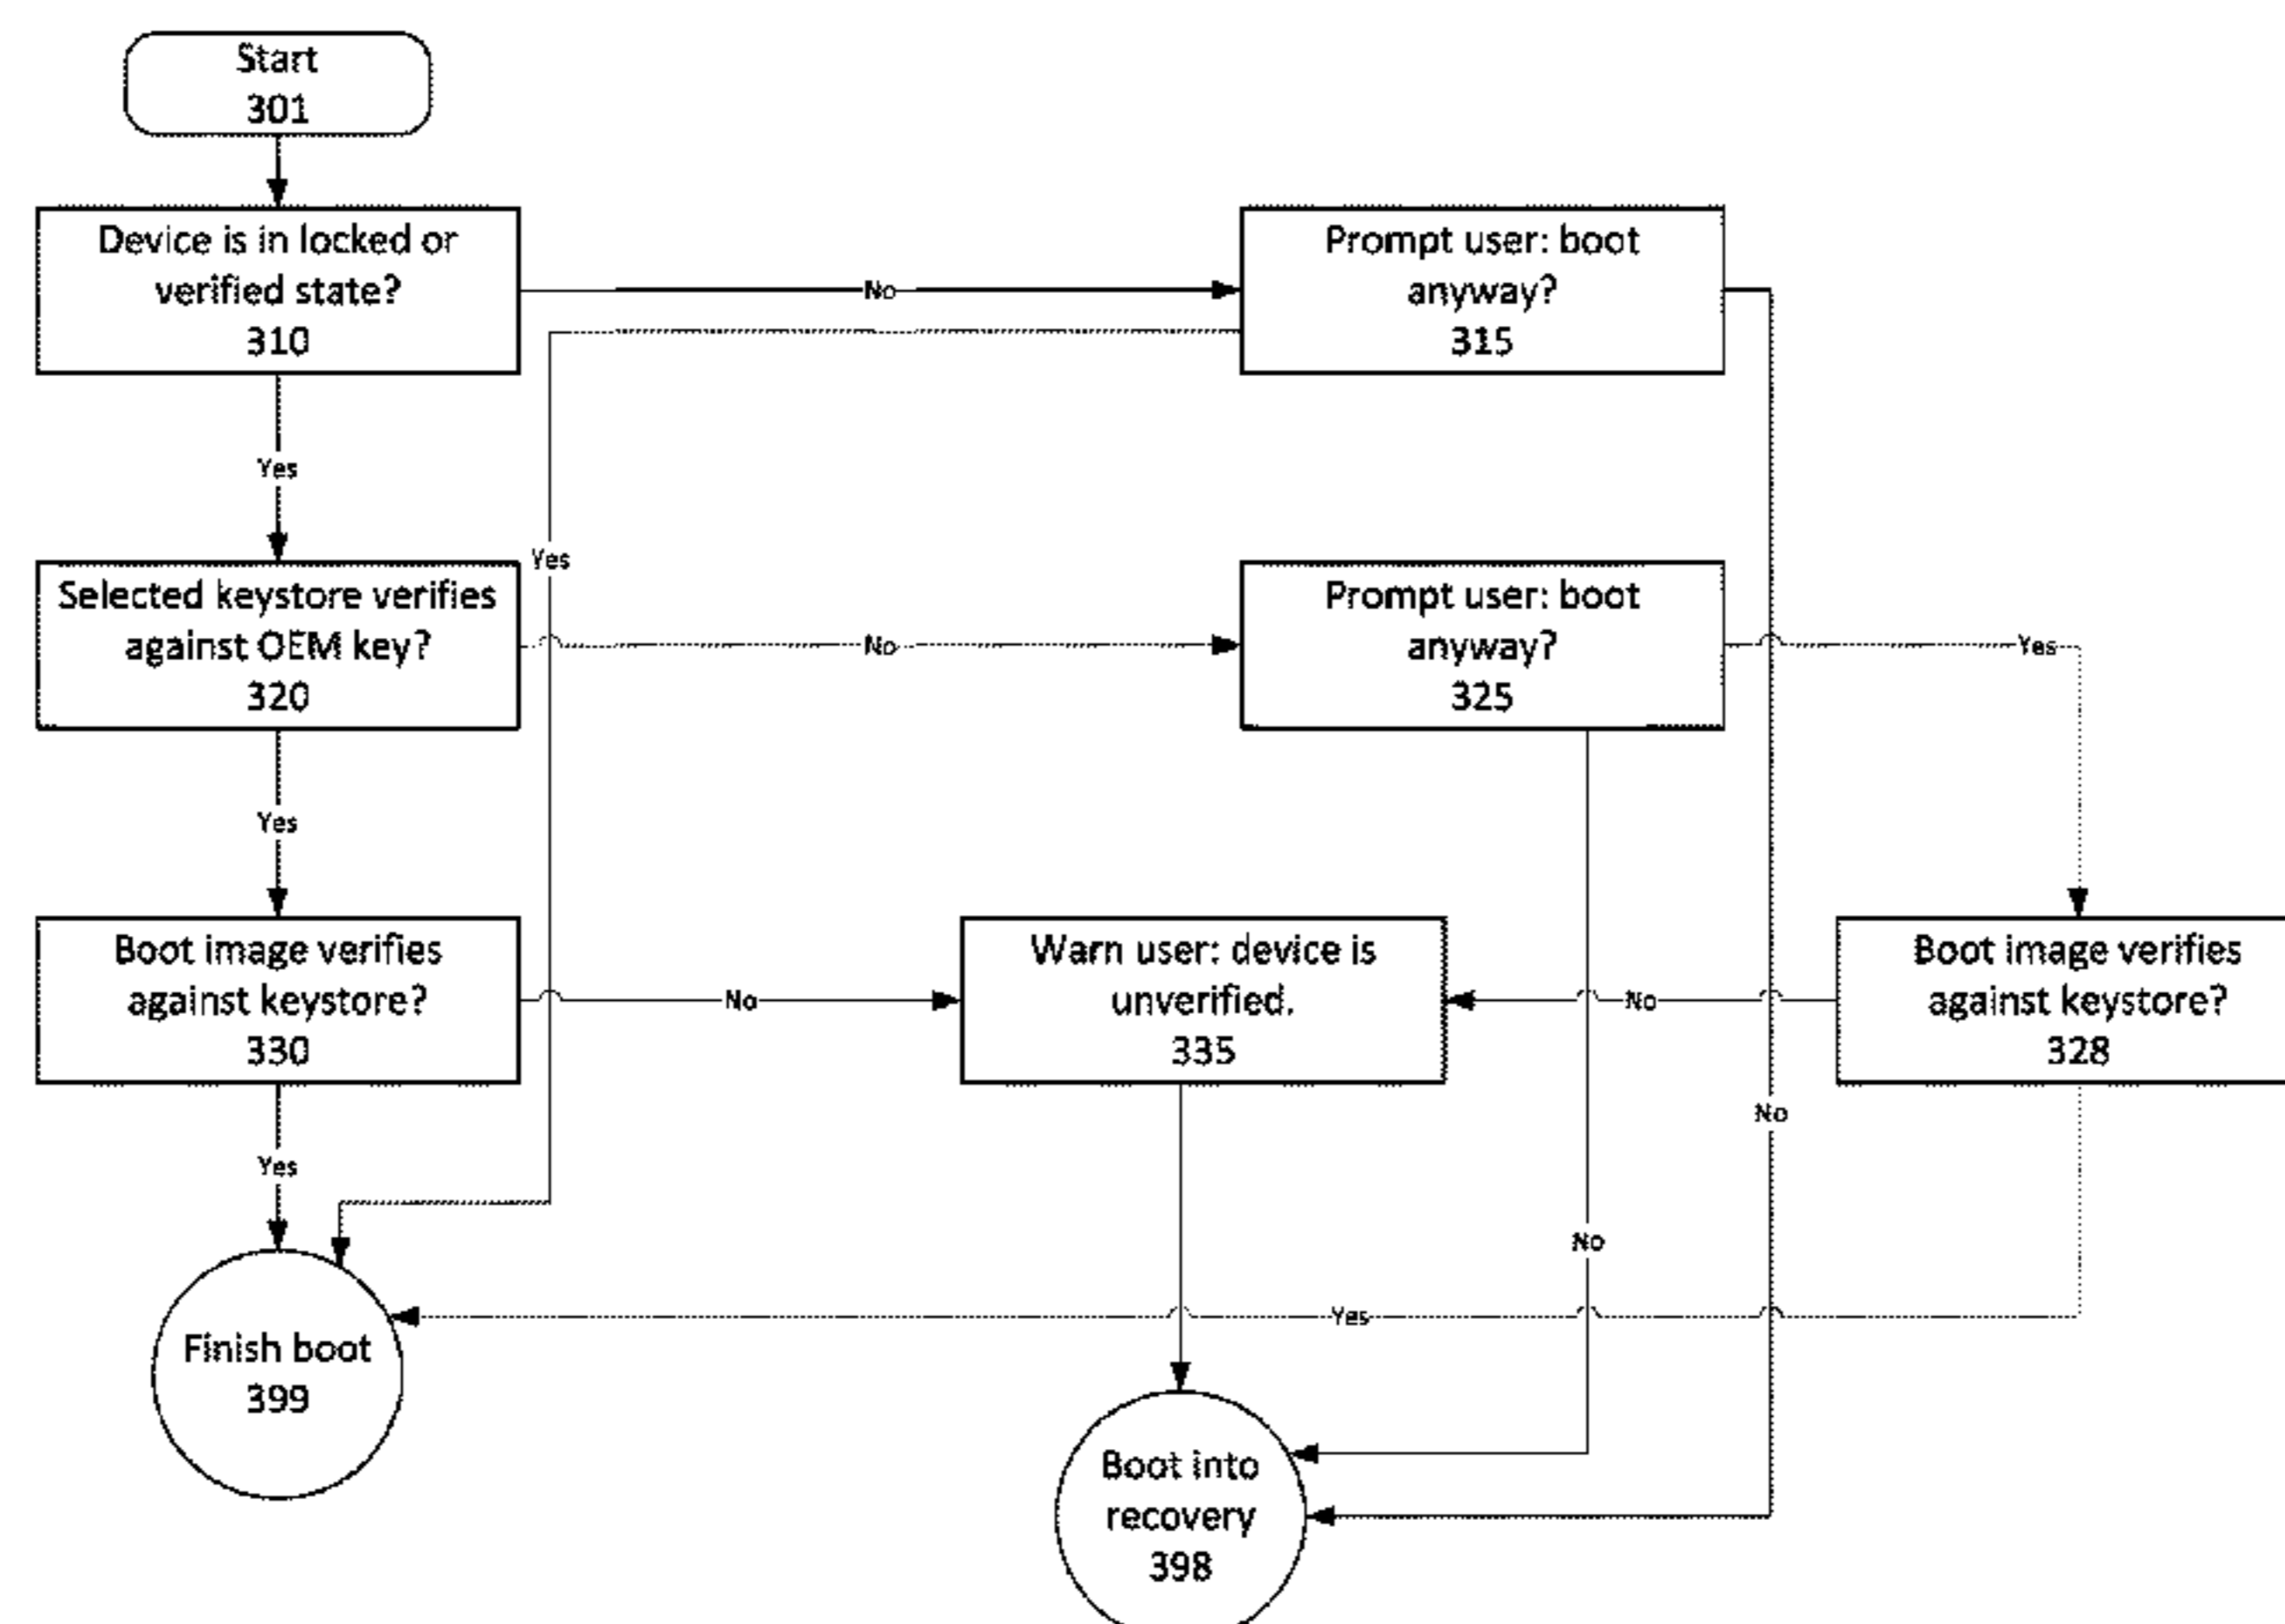 Start
301
Device is in locked or
verified state?
310
No
Prompt user: boot
anyway?
315
Yes
Yes
Selected keystore verifies
against OEM key?
320
No
Prompt user: boot
anyway?
325
Yes
Yes
Boot image verifies
against keystore?
330
No
Warn user: device is
unverified.
335
No
Boot image verifies
against keystore?
328
No
Yes
No
Yes
Finish boot
399
Boot into
recovery
398